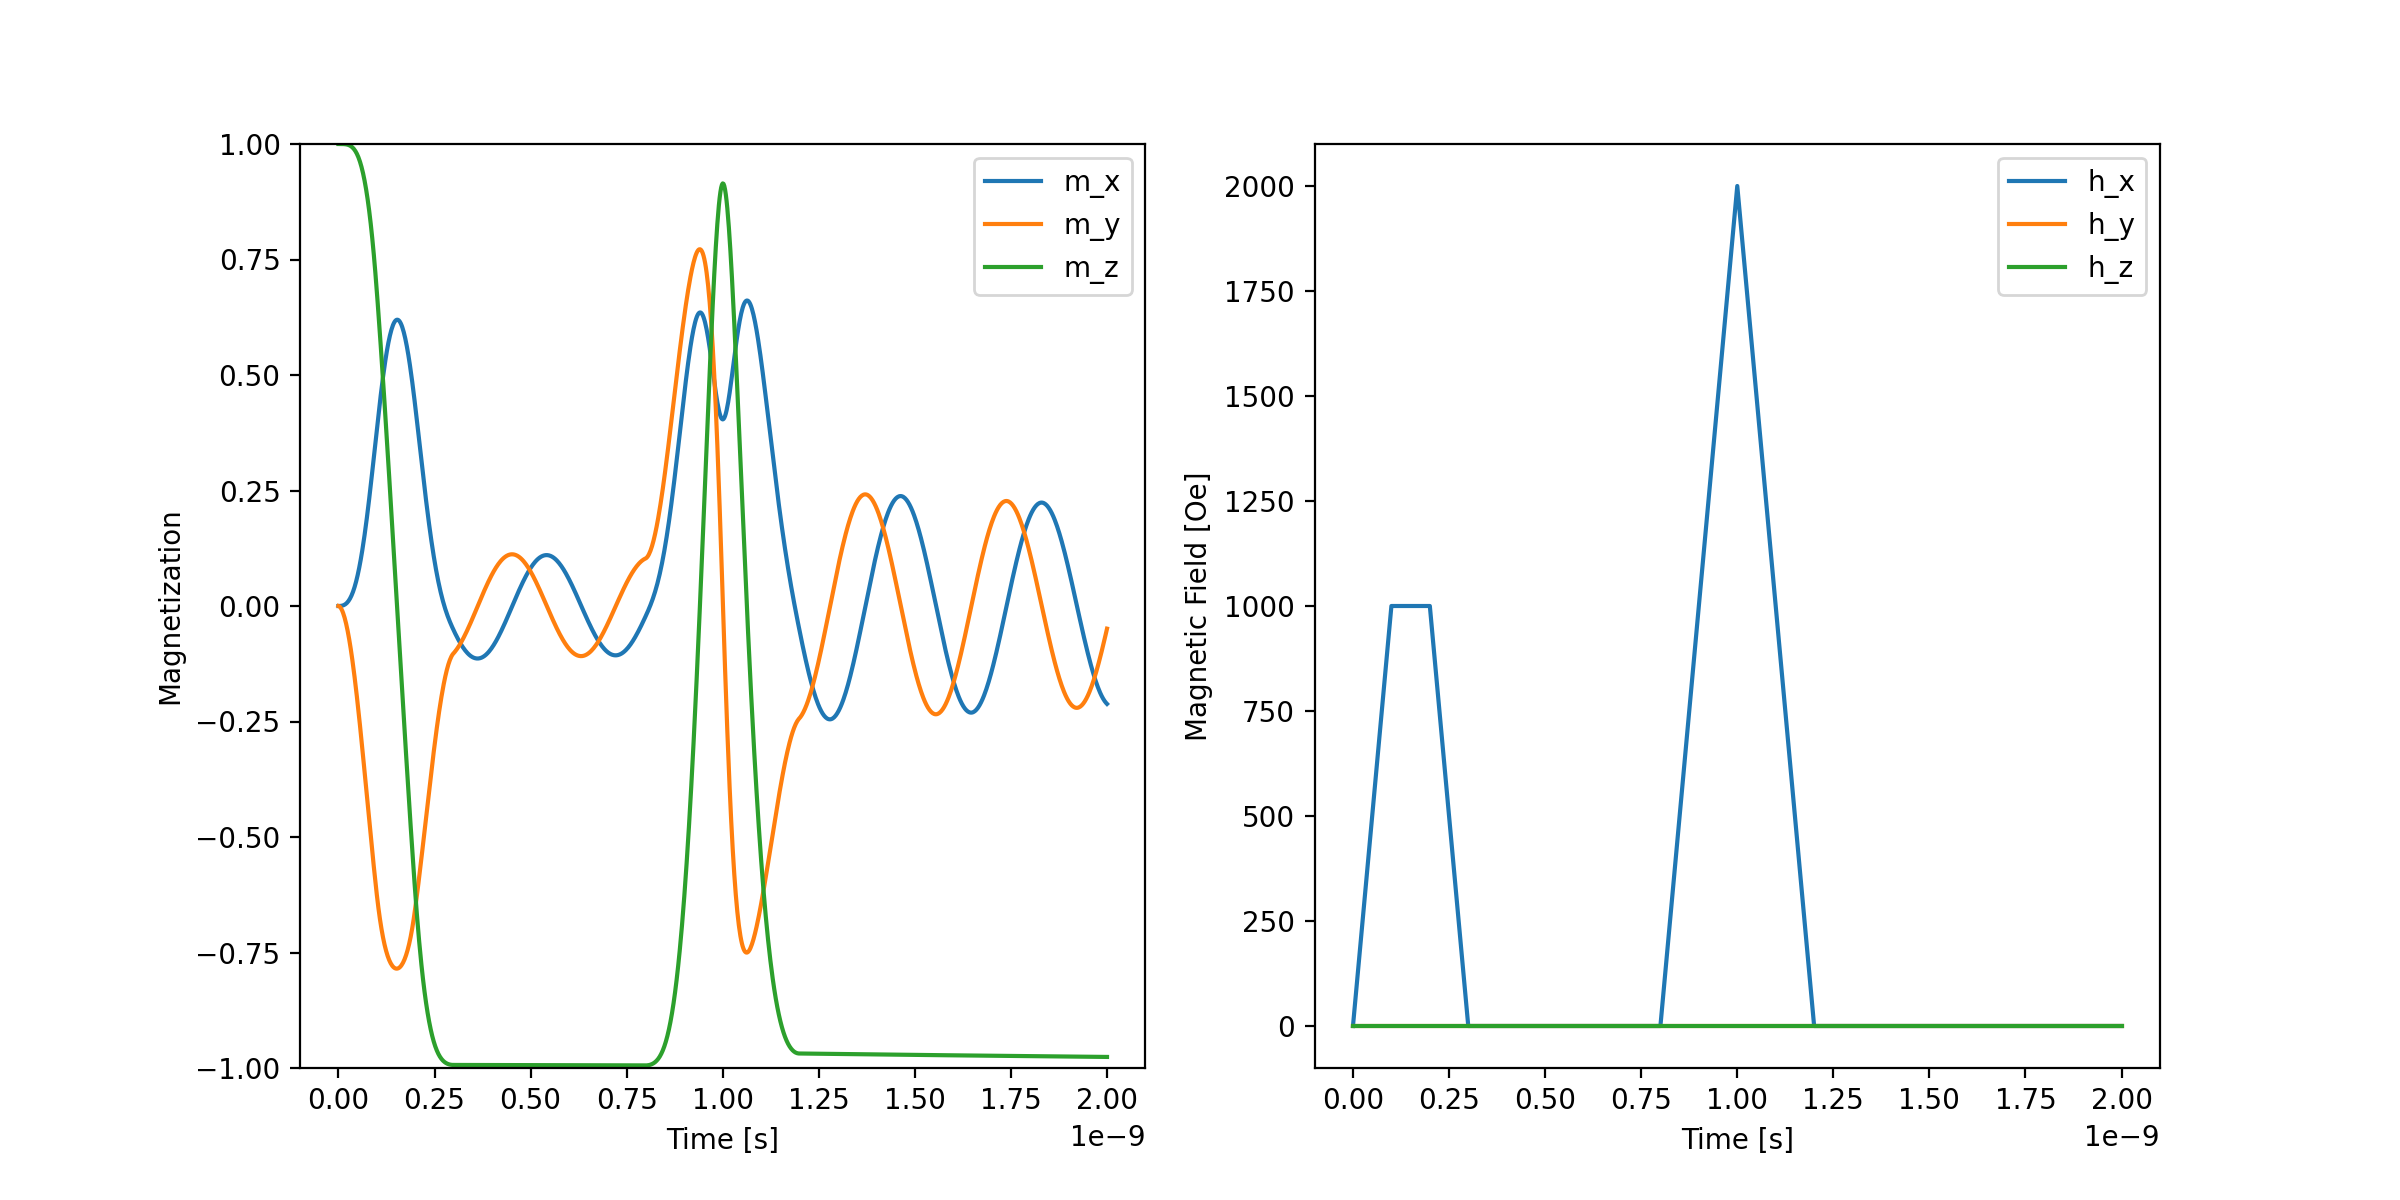 1.00
0.75
0.50
0.25
0.00
−0.25
−0.50
−0.75
−1.00
Magnetization
m_x
m_y
m_z
0.00 0.25 0.50 0.75 1.00 1.25 1.50 1.75 2.00
Time [s]
1e−9
2000
1750
1500
1250
1000
750
500
250
0
Magnetic Field [Oe]
h_x
h_y
h_z
0.00 0.25 0.50 0.75 1.00 1.25 1.50 1.75 2.00
Time [s]
1e−9